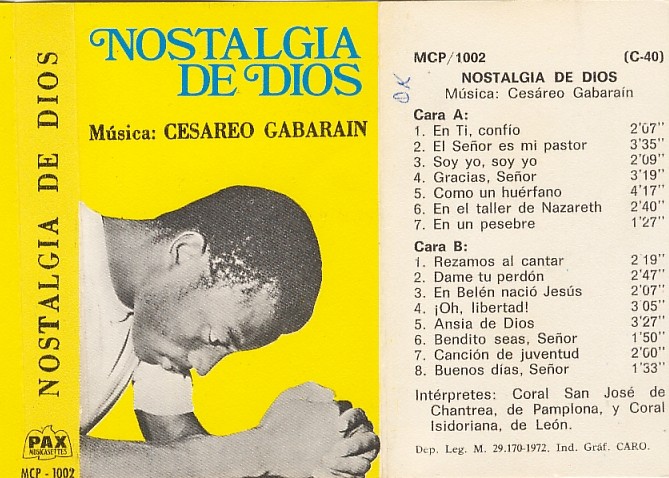 NOSTALGIA DE DIOS
PAX
MUSICASETTES
MCP - 1002
NOSTALGIA
DE DIOS
Música: CESAREO GABARAIN
OK
MCP/1002 (C-40)
NOSTALGIA DE DIOS
Música: Cesáreo Gabaraín
Cara A:
1. En Ti, confío 2'07"
2. El Señor es mi pastor 3'35"
3. Soy yo, soy yo 2'09"
4. Gracias, Señor 3'19"
5. Como un huérfano 4'17"
6. En el taller de Nazareth 2'40"
7. En un pesebre 1'27"
Cara B:
1. Rezamos al cantar 2'19"
2. Dame tu perdón 2'47"
3. En Belén nació Jesús 2'07"
4. ¡Oh, libertad! 3'05"
5. Ansia de Dios 3'27"
6. Bendito seas, Señor 1'50"
7. Canción de juventud 2'00"
8. Buenos días, Señor 1'33"
Intérpretes: Coral San José de
Chantrea, de Pamplona, y Coral
Isidoriana, de León.
Dep. Leg. M. 29.170-1972. Ind. Gráf. CARO.